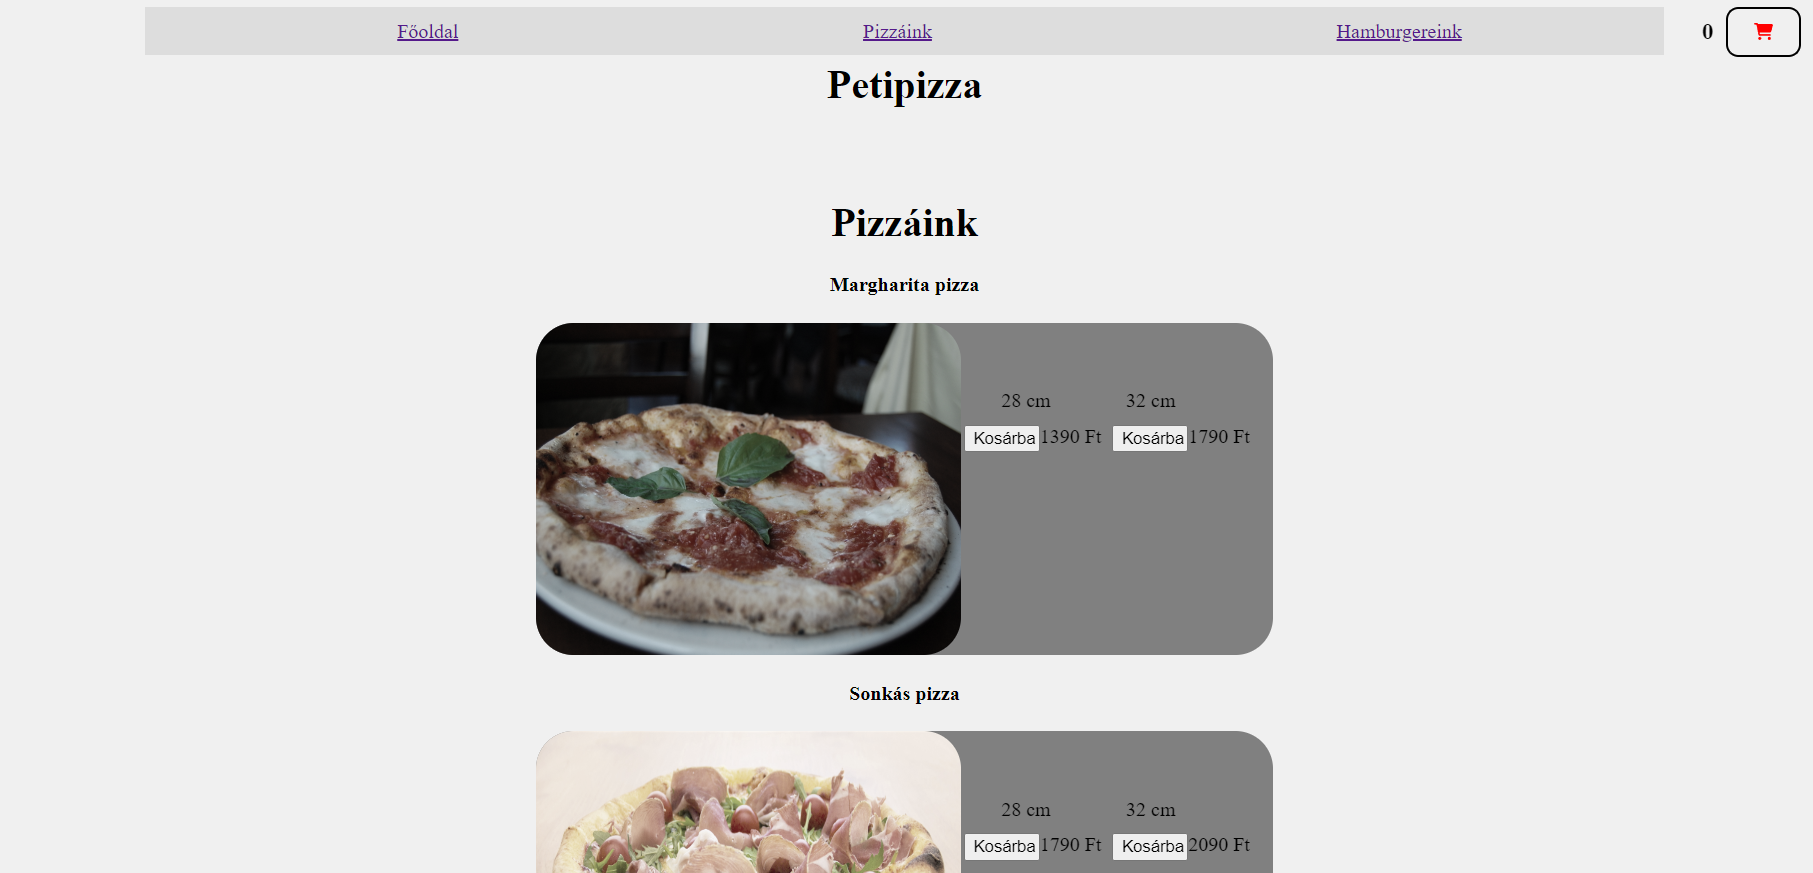 Főoldal Pizzáink Hamburgereink 0
Petipizza
Pizzáink
Margharita pizza
28 cm 32 cm
Kosárba 1390 Ft Kosárba 1790 Ft
Sonkás pizza
28 cm 32 cm
Kosárba 1790 Ft Kosárba 2090 Ft